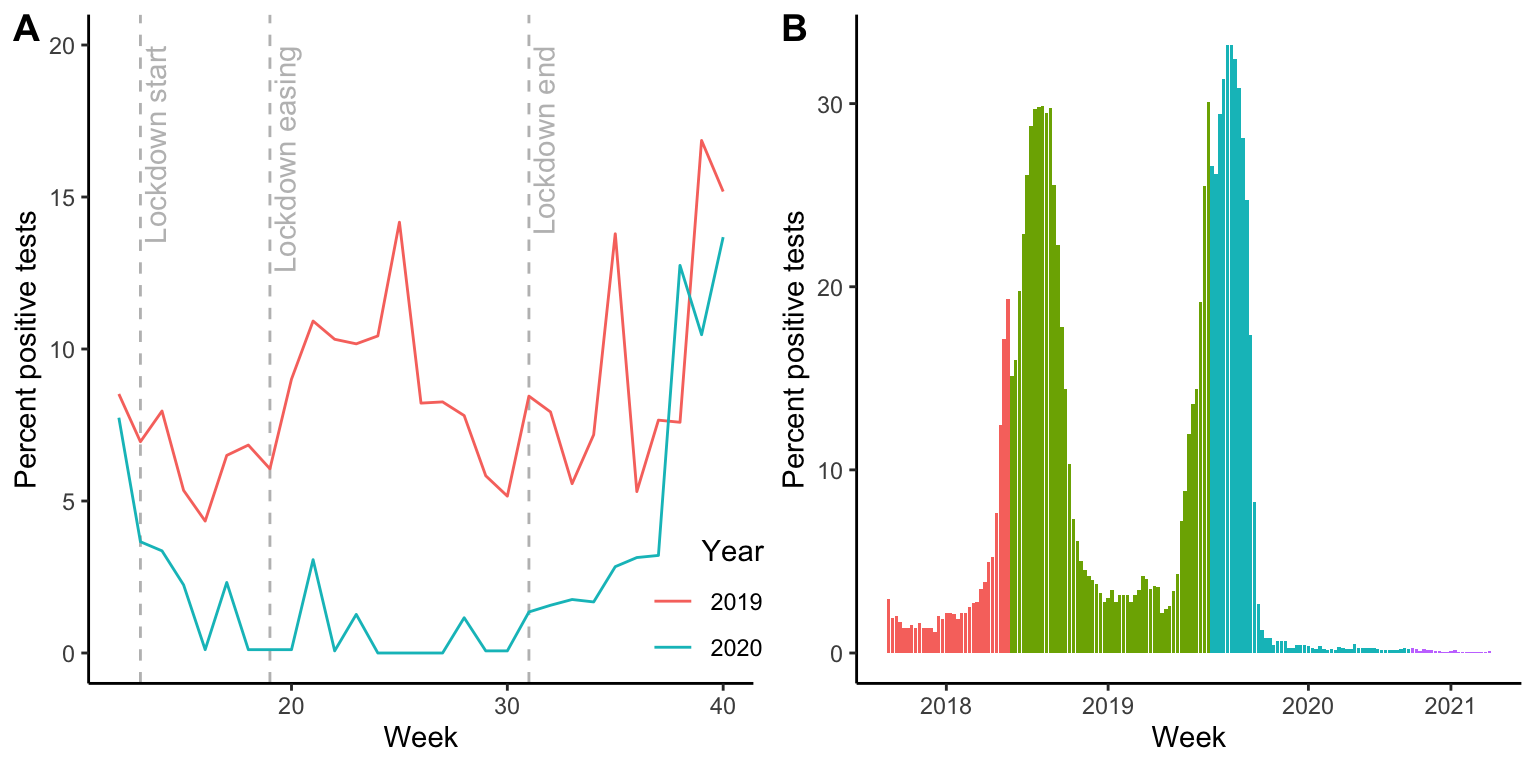 A
Percent positive tests
20
15
10
5
0
Lockdown start
Lockdown easing
Lockdown end
Year
2019
2020
20
30
40
Week
B
Percent positive tests
30
20
10
0
2018
2019
2020
2021
Week